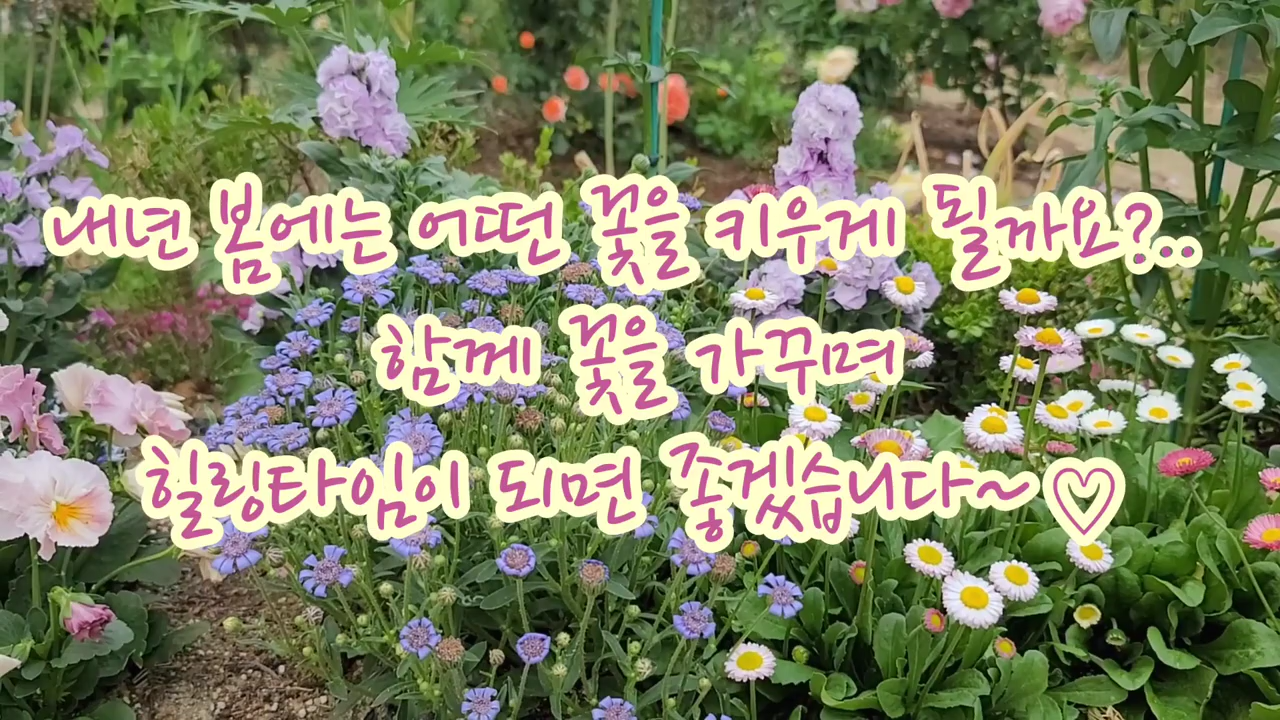 내년 봄에는 어떤 꽃을 키우게 될까요?..
함께 꽃을 가꾸며
힐링타임이 되면 좋겠습니다~♡